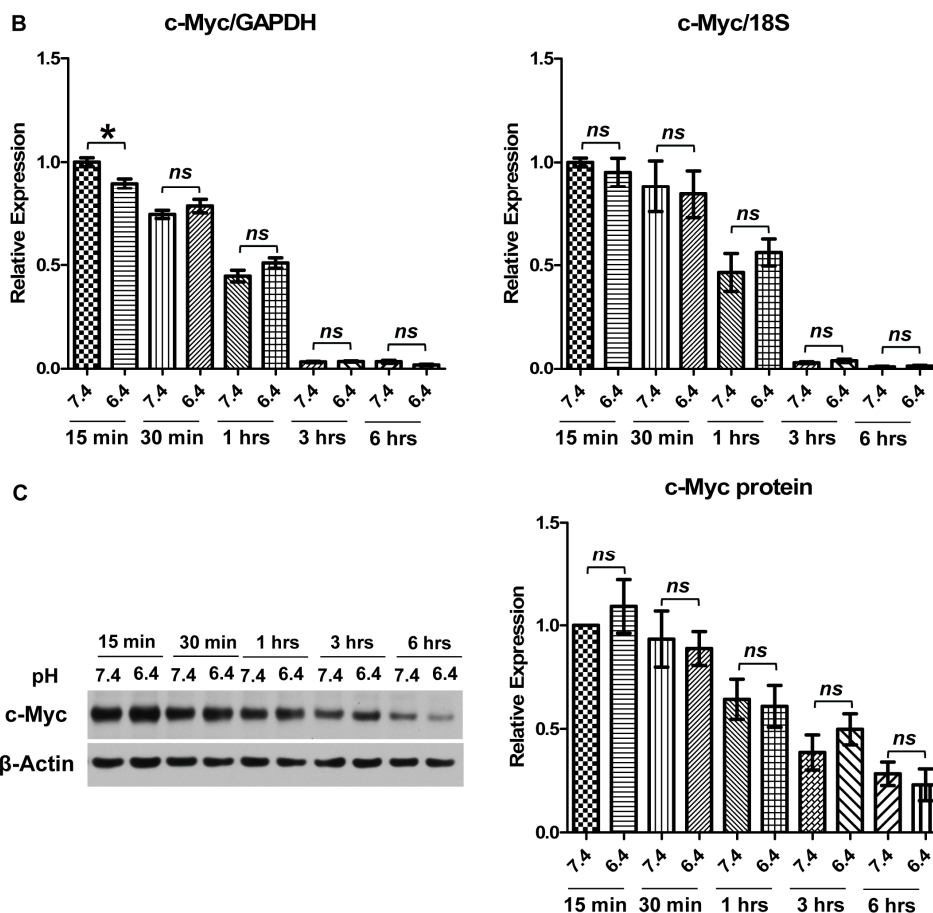 B
c-Myc/GAPDH
Relative Expression
1.5
1.0
0.5
0.0
*
ns
ns
ns
ns
7.4 6.4 7.4 6.4 7.4 6.4 7.4 6.4 7.4 6.4
15 min 30 min 1 hrs 3 hrs 6 hrs
c-Myc/18S
Relative Expression
1.5
1.0
0.5
0.0
ns
ns
ns
ns
ns
7.4 6.4 7.4 6.4 7.4 6.4 7.4 6.4 7.4 6.4
15 min 30 min 1 hrs 3 hrs 6 hrs
C
15 min 30 min 1 hrs 3 hrs 6 hrs
pH 7.4 6.4 7.4 6.4 7.4 6.4 7.4 6.4 7.4 6.4
c-Myc
β-Actin
c-Myc protein
Relative Expression
1.5
1.0
0.5
0.0
ns
ns
ns
ns
ns
7.4 6.4 7.4 6.4 7.4 6.4 7.4 6.4 7.4 6.4
15 min 30 min 1 hrs 3 hrs 6 hrs